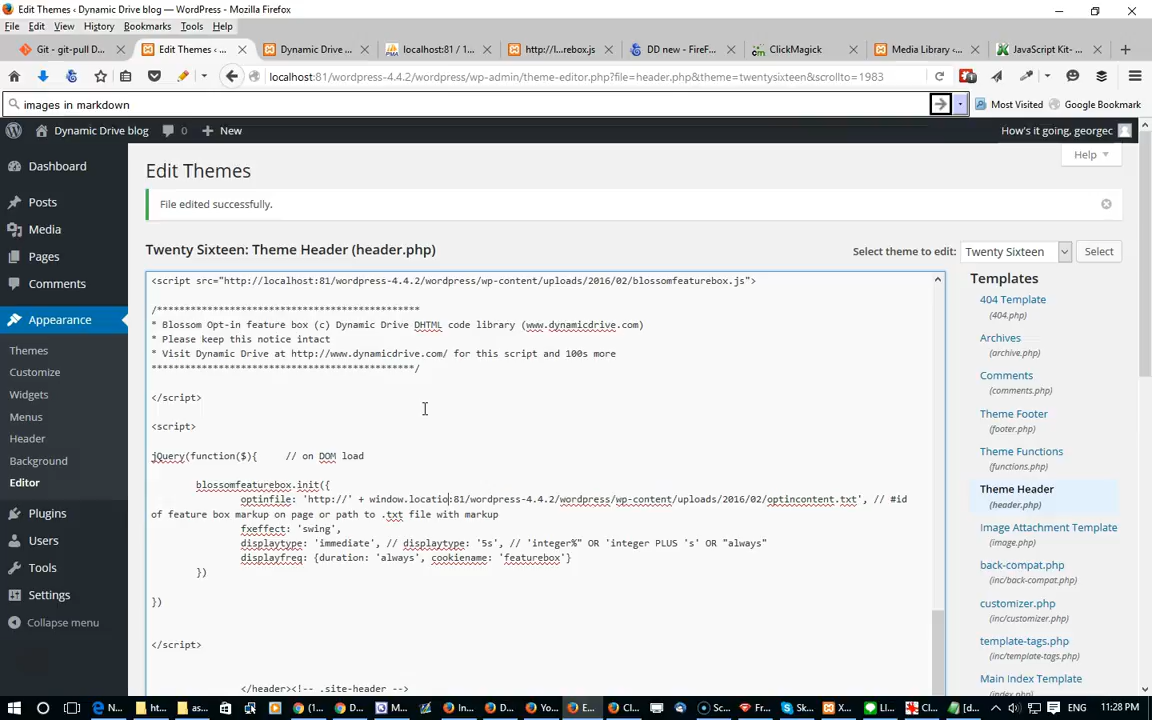 Edit Themes ‹ Dynamic Drive blog — WordPress - Mozilla Firefox
File Edit View History Bookmarks Tools Help
Git - git-pull D...
Edit Themes ‹ ...
Dynamic Drive ...
localhost:81 / 1...
http://l...rebox.js
DD new - FireF...
ClickMagick
Media Library ‹...
JavaScript Kit- ...
localhost:81/wordpress-4.4.2/wordpress/wp-admin/theme-editor.php?file=header.php&theme=twentysixteen&scrollto=1983
images in markdown
Most Visited
Google Bookmark
Dynamic Drive blog
0
New
How's it going, georgec
Dashboard
Posts
Media
Pages
Comments
Appearance
Themes
Customize
Widgets
Menus
Header
Background
Editor
Plugins
Users
Tools
Settings
Collapse menu
Help
Edit Themes
File edited successfully.
Twenty Sixteen: Theme Header (header.php)
Select theme to edit:
Twenty Sixteen
Select
<script src="http://localhost:81/wordpress-4.4.2/wordpress/wp-content/uploads/2016/02/blossomfeaturebox.js">
/*******************************************
* Blossom Opt-in feature box (c) Dynamic Drive DHTML code library (www.dynamicdrive.com)
* Please keep this notice intact
* Visit Dynamic Drive at http://www.dynamicdrive.com/ for this script and 100s more
*******************************************/
</script>
<script>
jQuery(function($){ // on DOM load
blossomfeaturebox.init({
optinfile: 'http://' + window.locatio:81/wordpress-4.4.2/wordpress/wp-content/uploads/2016/02/optincontent.txt', // #id
of feature box markup on page or path to .txt file with markup
fxeffect: 'swing',
displaytype: 'immediate', // displaytype: '5s', // 'integer%" OR 'integer PLUS 's' OR "always"
displayfreq: {duration: 'always', cookiename: 'featurebox'}
})
})
</script>
</header><!-- .site-header -->
Templates
404 Template
(404.php)
Archives
(archive.php)
Comments
(comments.php)
Theme Footer
(footer.php)
Theme Functions
(functions.php)
Theme Header
(header.php)
Image Attachment Template
(image.php)
back-compat.php
(inc/back-compat.php)
customizer.php
(inc/customizer.php)
template-tags.php
(inc/template-tags.php)
Main Index Template
(index.php)
ENG
11:28 PM